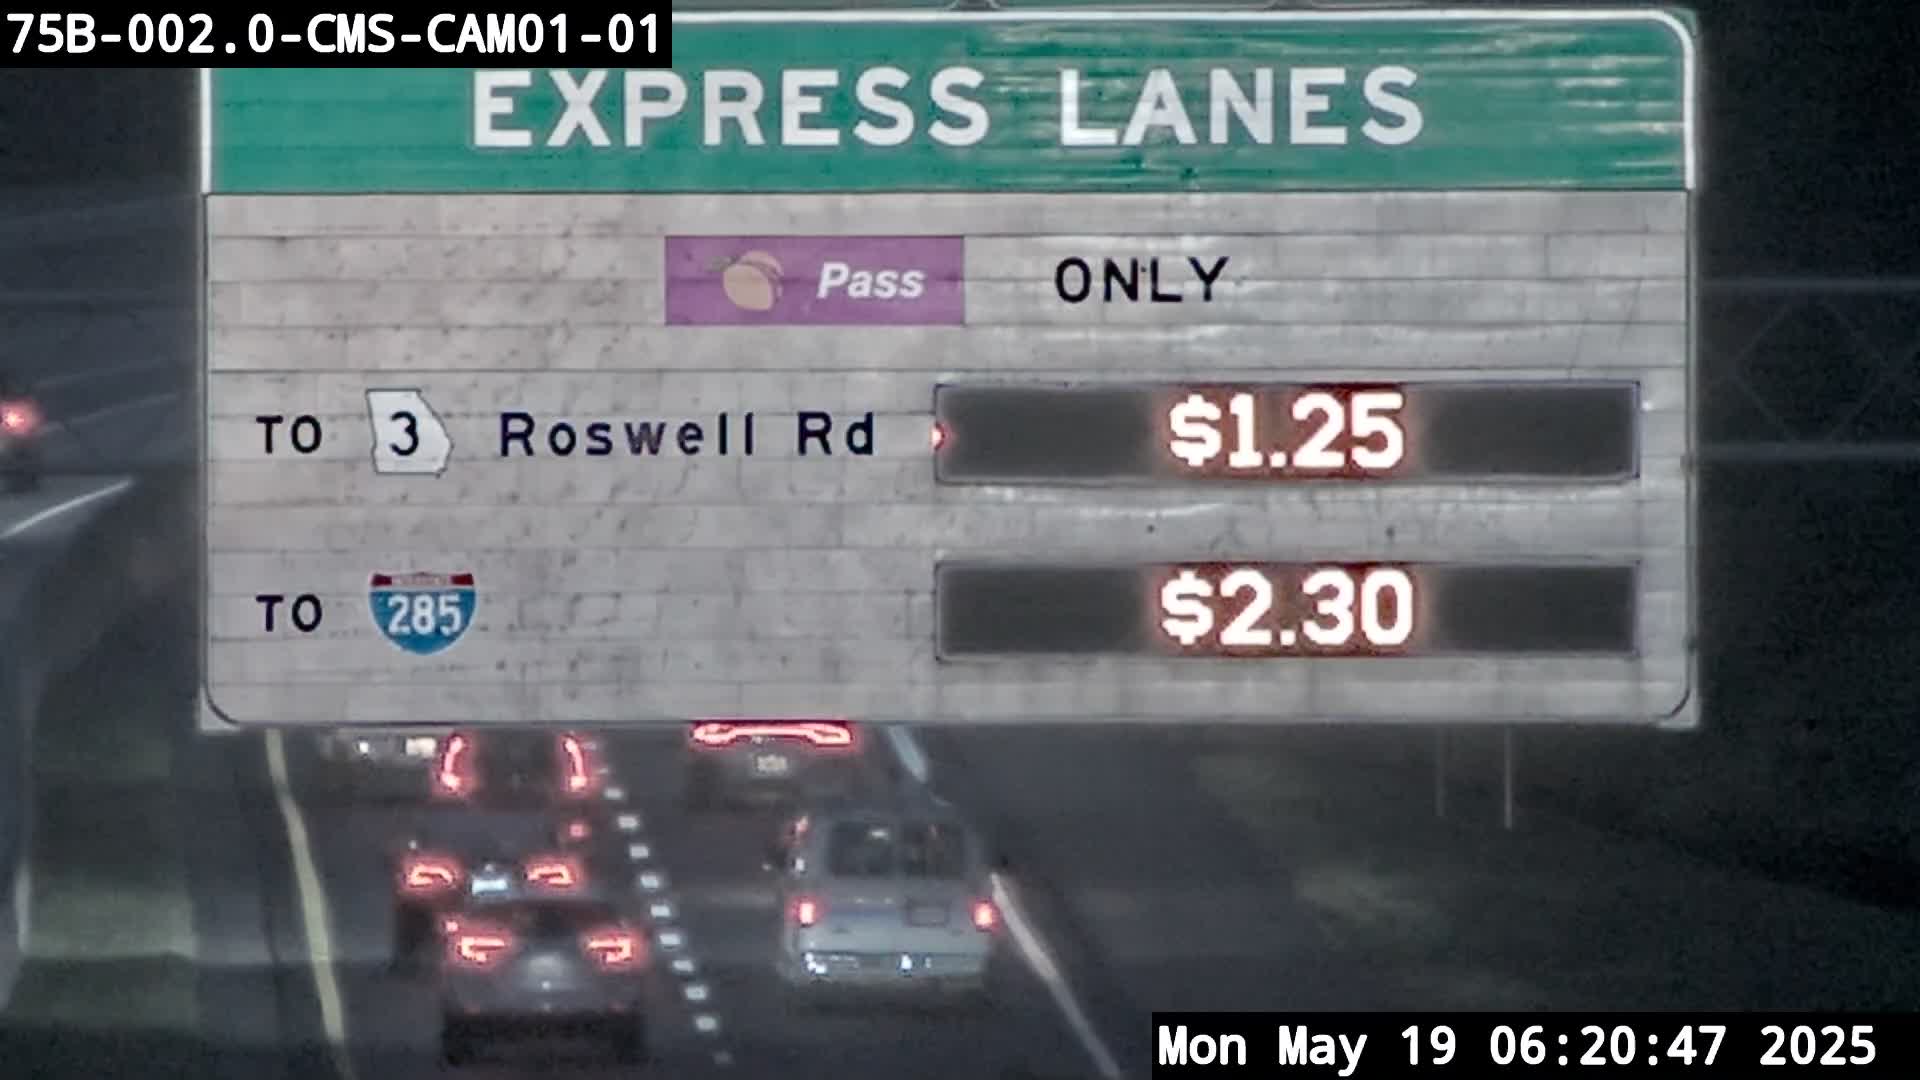 75B-002.0-CMS-CAM01-01
EXPRESS LANES
Pass ONLY
TO 3 Roswell Rd $1.25
TO 285 $2.30
Mon May 19 06:20:47 2025